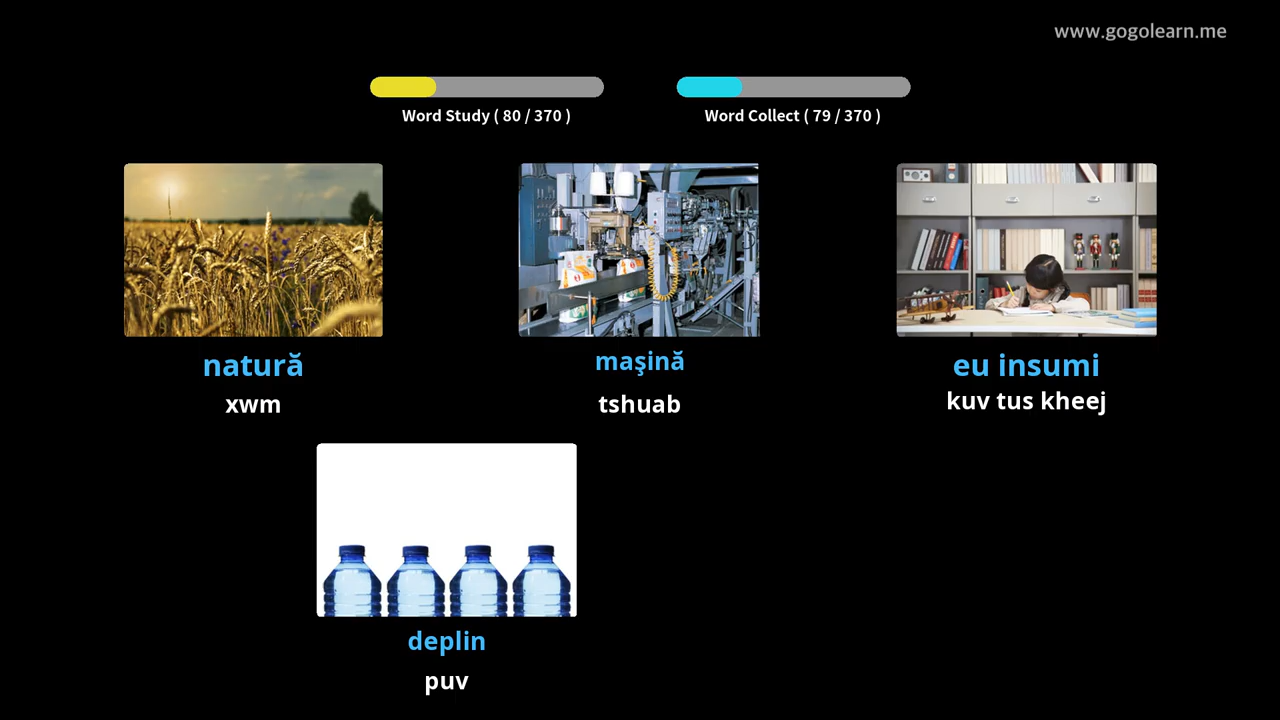 www.gogolearn.me
Word Study ( 80 / 370 )
Word Collect ( 79 / 370 )
natură
maşină
eu insumi
xwm
tshuab
kuv tus kheej
deplin
puv